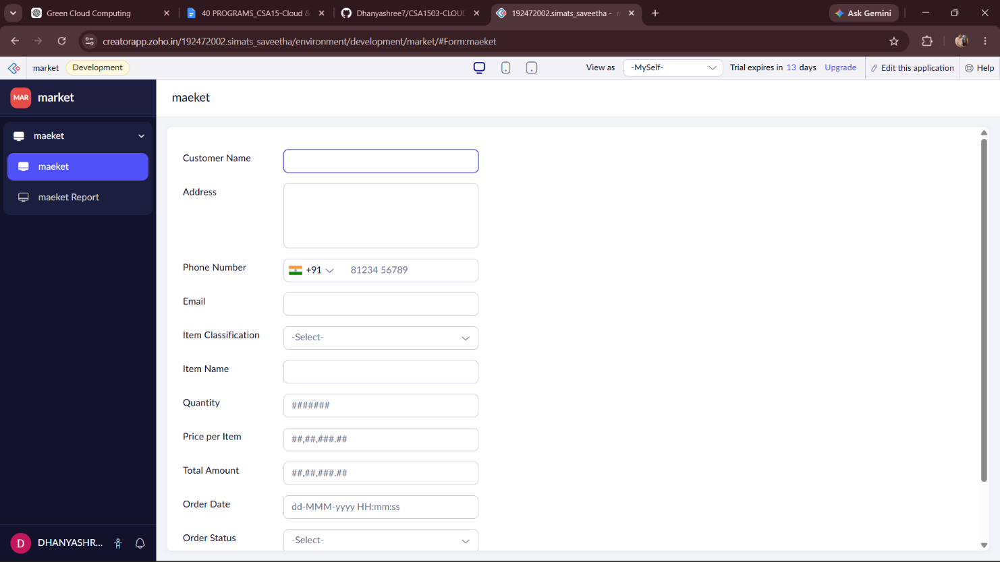 Green Cloud Computing
40 PROGRAMS_CSA15-Cloud &
Dhanyashree7/CSA1503-CLOUD
192472002.simats_saveetha -
Ask Gemini
creatorapp.zoho.in/192472002.simats_saveetha/environment/development/market/#Form:maeket
market
Development
View as
-MySelf-
Trial expires in 13 days
Upgrade
Edit this application
Help
MAR
market
maeket
maeket
maeket
maeket Report
Customer Name
Address
Phone Number
+91
81234 56789
Email
Item Classification
-Select-
Item Name
Quantity
#######
Price per Item
##,##,###.##
Total Amount
##,##,###.##
Order Date
dd-MMM-yyyy HH:mm:ss
Order Status
-Select-
D
DHANYASHR...